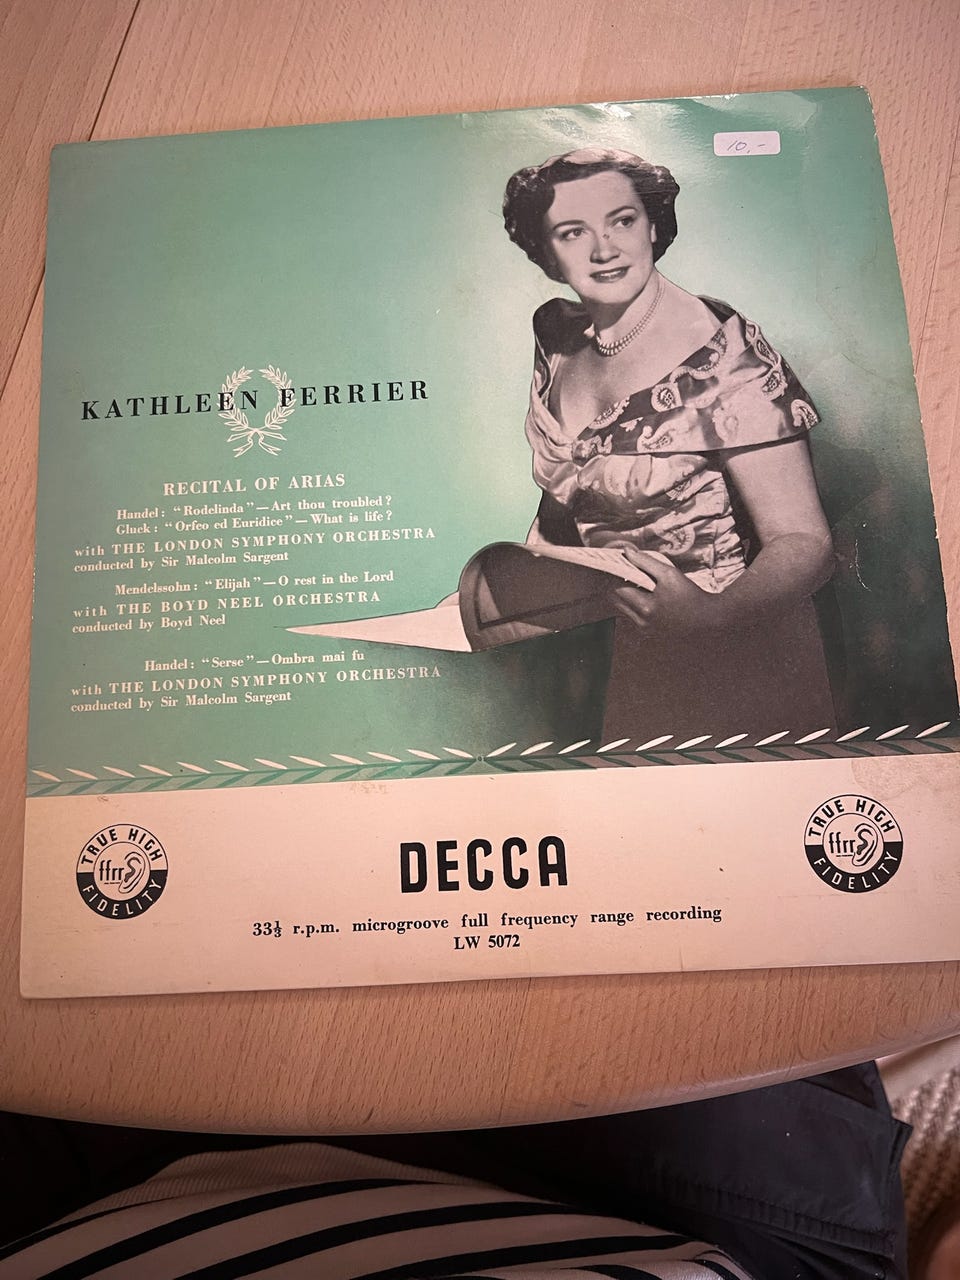 10,-
KATHLEEN FERRIER
RECITAL OF ARIAS
Handel: "Rodelinda"—Art thou troubled?
Gluck: "Orfeo ed Euridice"—What is life?
with THE LONDON SYMPHONY ORCHESTRA
conducted by Sir Malcolm Sargent
Mendelssohn: "Elijah"—O rest in the Lord
with THE BOYD NEEL ORCHESTRA
conducted by Boyd Neel
Handel: "Serse"—Ombra mai fu
with THE LONDON SYMPHONY ORCHESTRA
conducted by Sir Malcolm Sargent
TRUE HIGH
ffrr
FIDELITY
DECCA
TRUE HIGH
ffrr
FIDELITY
33⅓ r.p.m. microgroove full frequency range recording
LW 5072